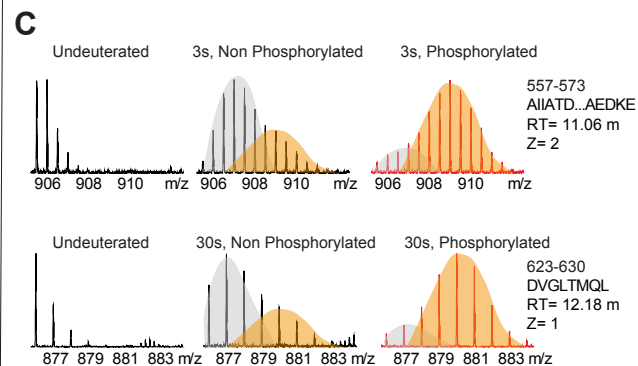 C
Undeuterated
3s, Non Phosphorylated
3s, Phosphorylated
557-573
AIIATD...AEDKE
RT= 11.06 m
Z= 2
906 908 910 m/z
906 908 910 m/z
906 908 910 m/z
Undeuterated
30s, Non Phosphorylated
30s, Phosphorylated
623-630
DVGLTMQL
RT= 12.18 m
Z= 1
877 879 881 883 m/z
877 879 881 883 m/z
877 879 881 883 m/z